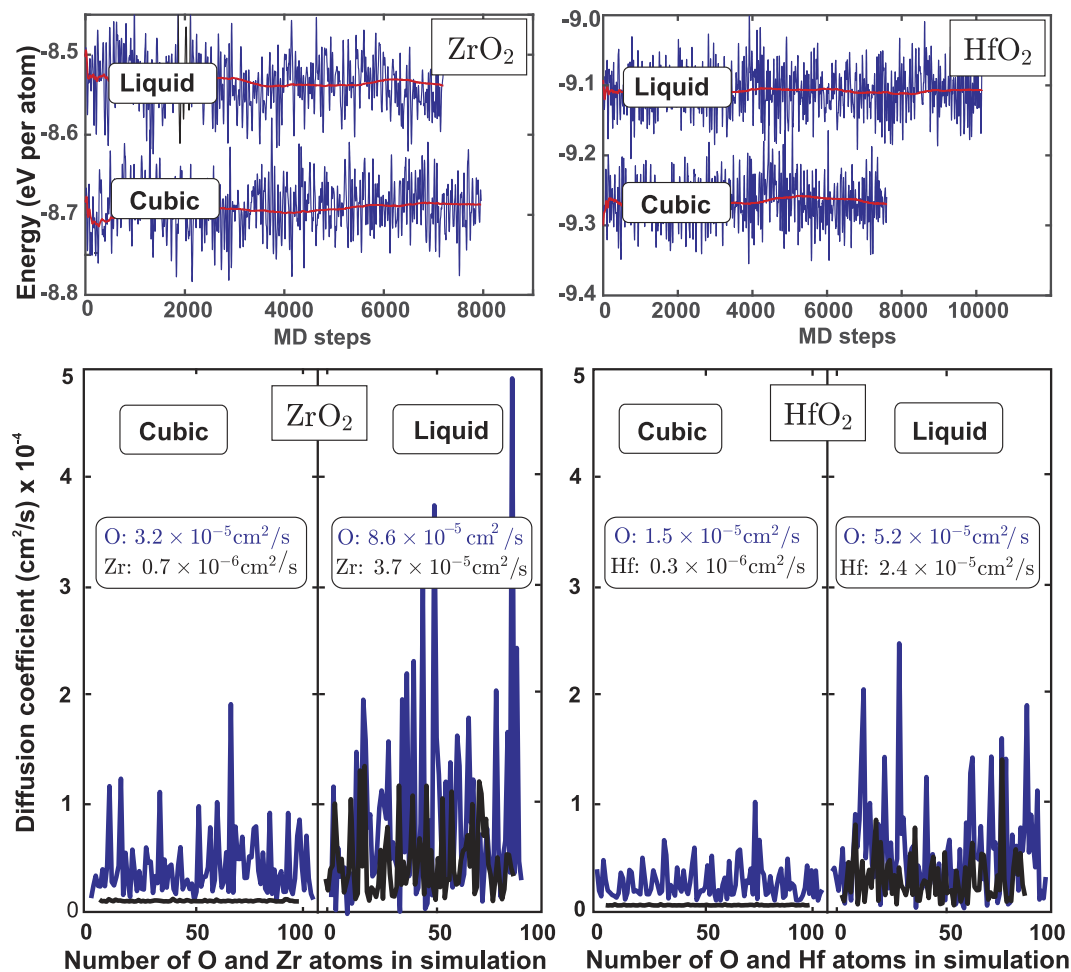 Energy (eV per atom)
-8.5
-8.6
-8.7
-8.8
ZrO₂
Liquid
Cubic
0 2000 4000 6000 8000
MD steps
-9.0
-9.1
-9.2
-9.3
-9.4
HfO₂
Liquid
Cubic
0 2000 4000 6000 8000 10000
MD steps
Diffusion coefficient (cm²/s) x 10⁻⁴
5
4
3
2
1
0
Cubic
ZrO₂
Liquid
O: 3.2 × 10⁻⁵cm²/s
Zr: 0.7 × 10⁻⁶cm²/s
O: 8.6 × 10⁻⁵ cm²/s
Zr: 3.7 × 10⁻⁵cm²/s
0 50 100 0 50 100
Number of O and Zr atoms in simulation
5
4
3
2
1
0
Cubic
HfO₂
Liquid
O: 1.5 × 10⁻⁵cm²/s
Hf: 0.3 × 10⁻⁶cm²/s
O: 5.2 × 10⁻⁵cm²/s
Hf: 2.4 × 10⁻⁵cm²/s
0 50 100 0 50 100
Number of O and Hf atoms in simulation